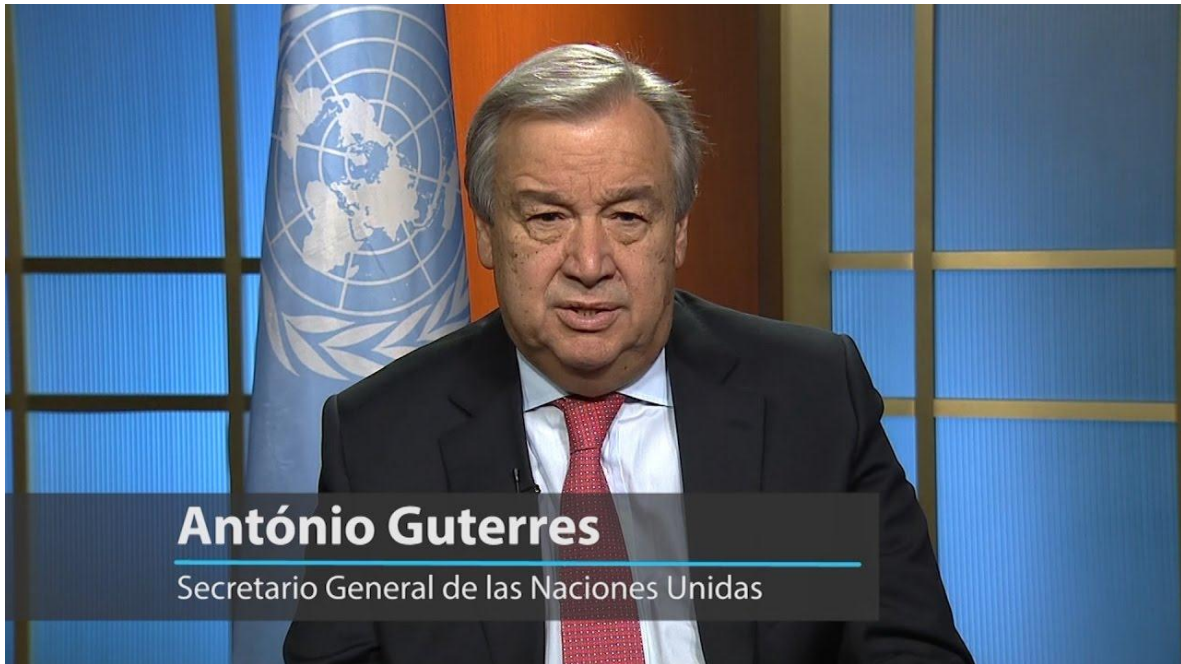 António Guterres
Secretario General de las Naciones Unidas